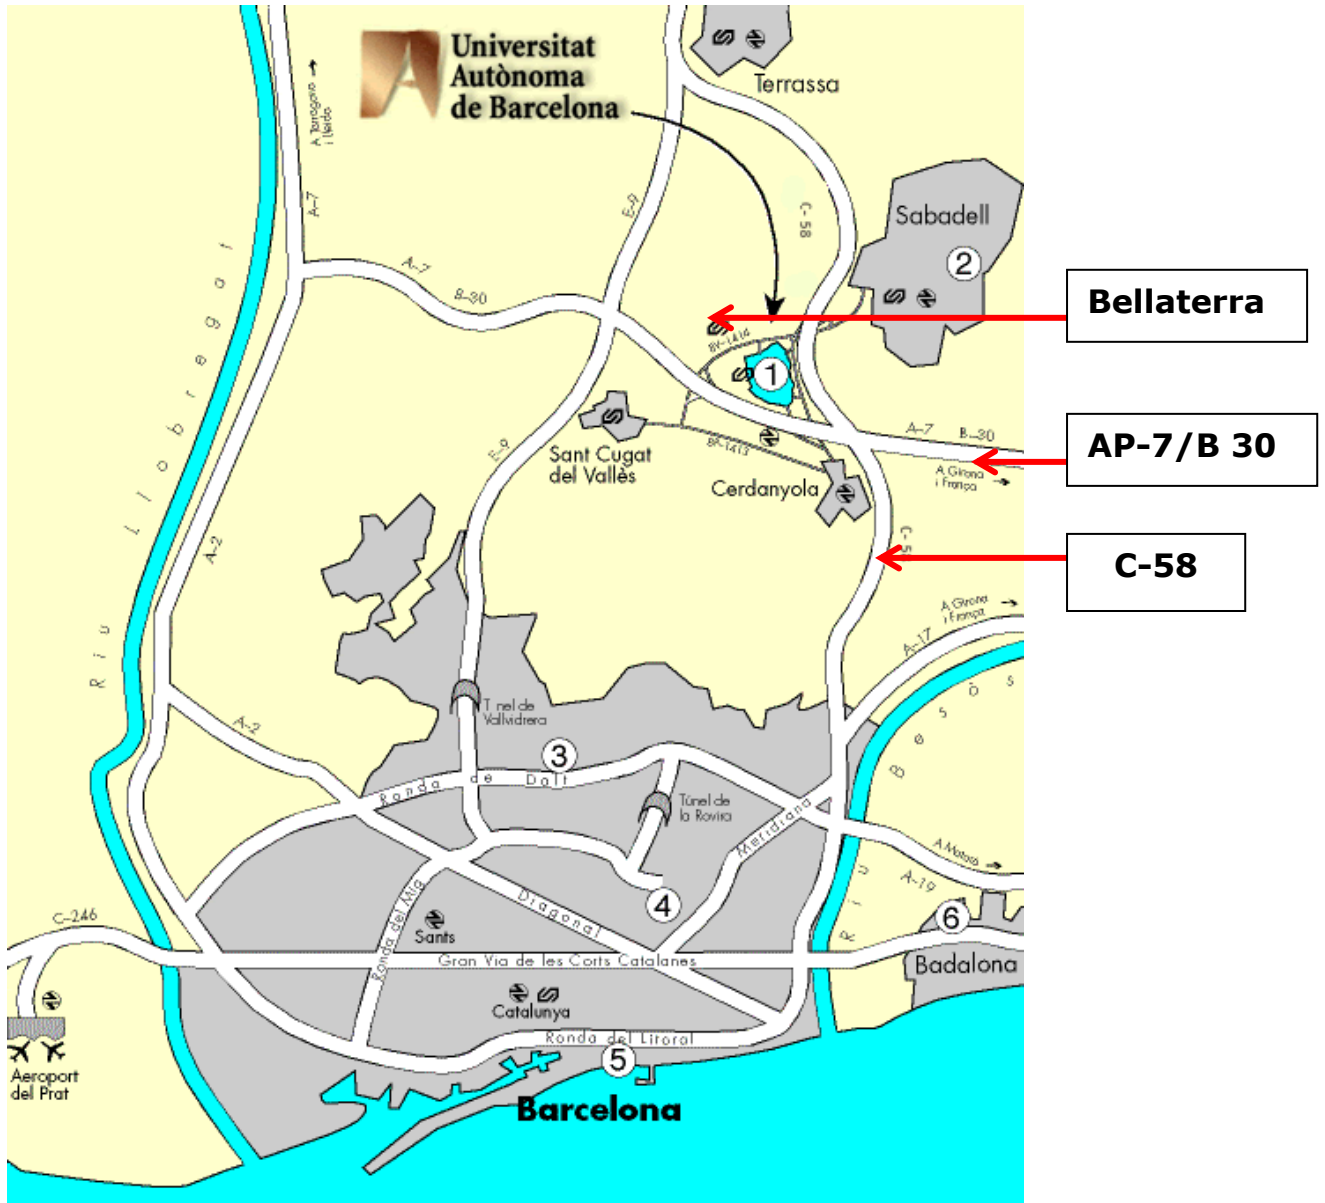 Universitat
Autònoma
de Barcelona
Terrassa
A Tarragona
i Lleida
A-7
E-9
C-58
Sabadell
2
A-7
B-30
Bellaterra
BV-1414
1
Riu Llobregat
A-7 B-30
AP-7/B 30
A Girona
i França
Sant Cugat
del Vallès
BP-1413
Cerdanyola
E-9
A-2
C-58
C-58
A Girona
i França
A-17
Riu Besòs
T nel de
Vallvidrera
A-2
3
Ronda de Dalt
Túnel de
la Rovira
Meridiana
A Mataró
A-19
Ronda del Mig
Diagonal
4
6
C-246
Sants
Gran Via de les Corts Catalanes
Badalona
Catalunya
Ronda del Litoral
5
Aeroport
del Prat
Barcelona